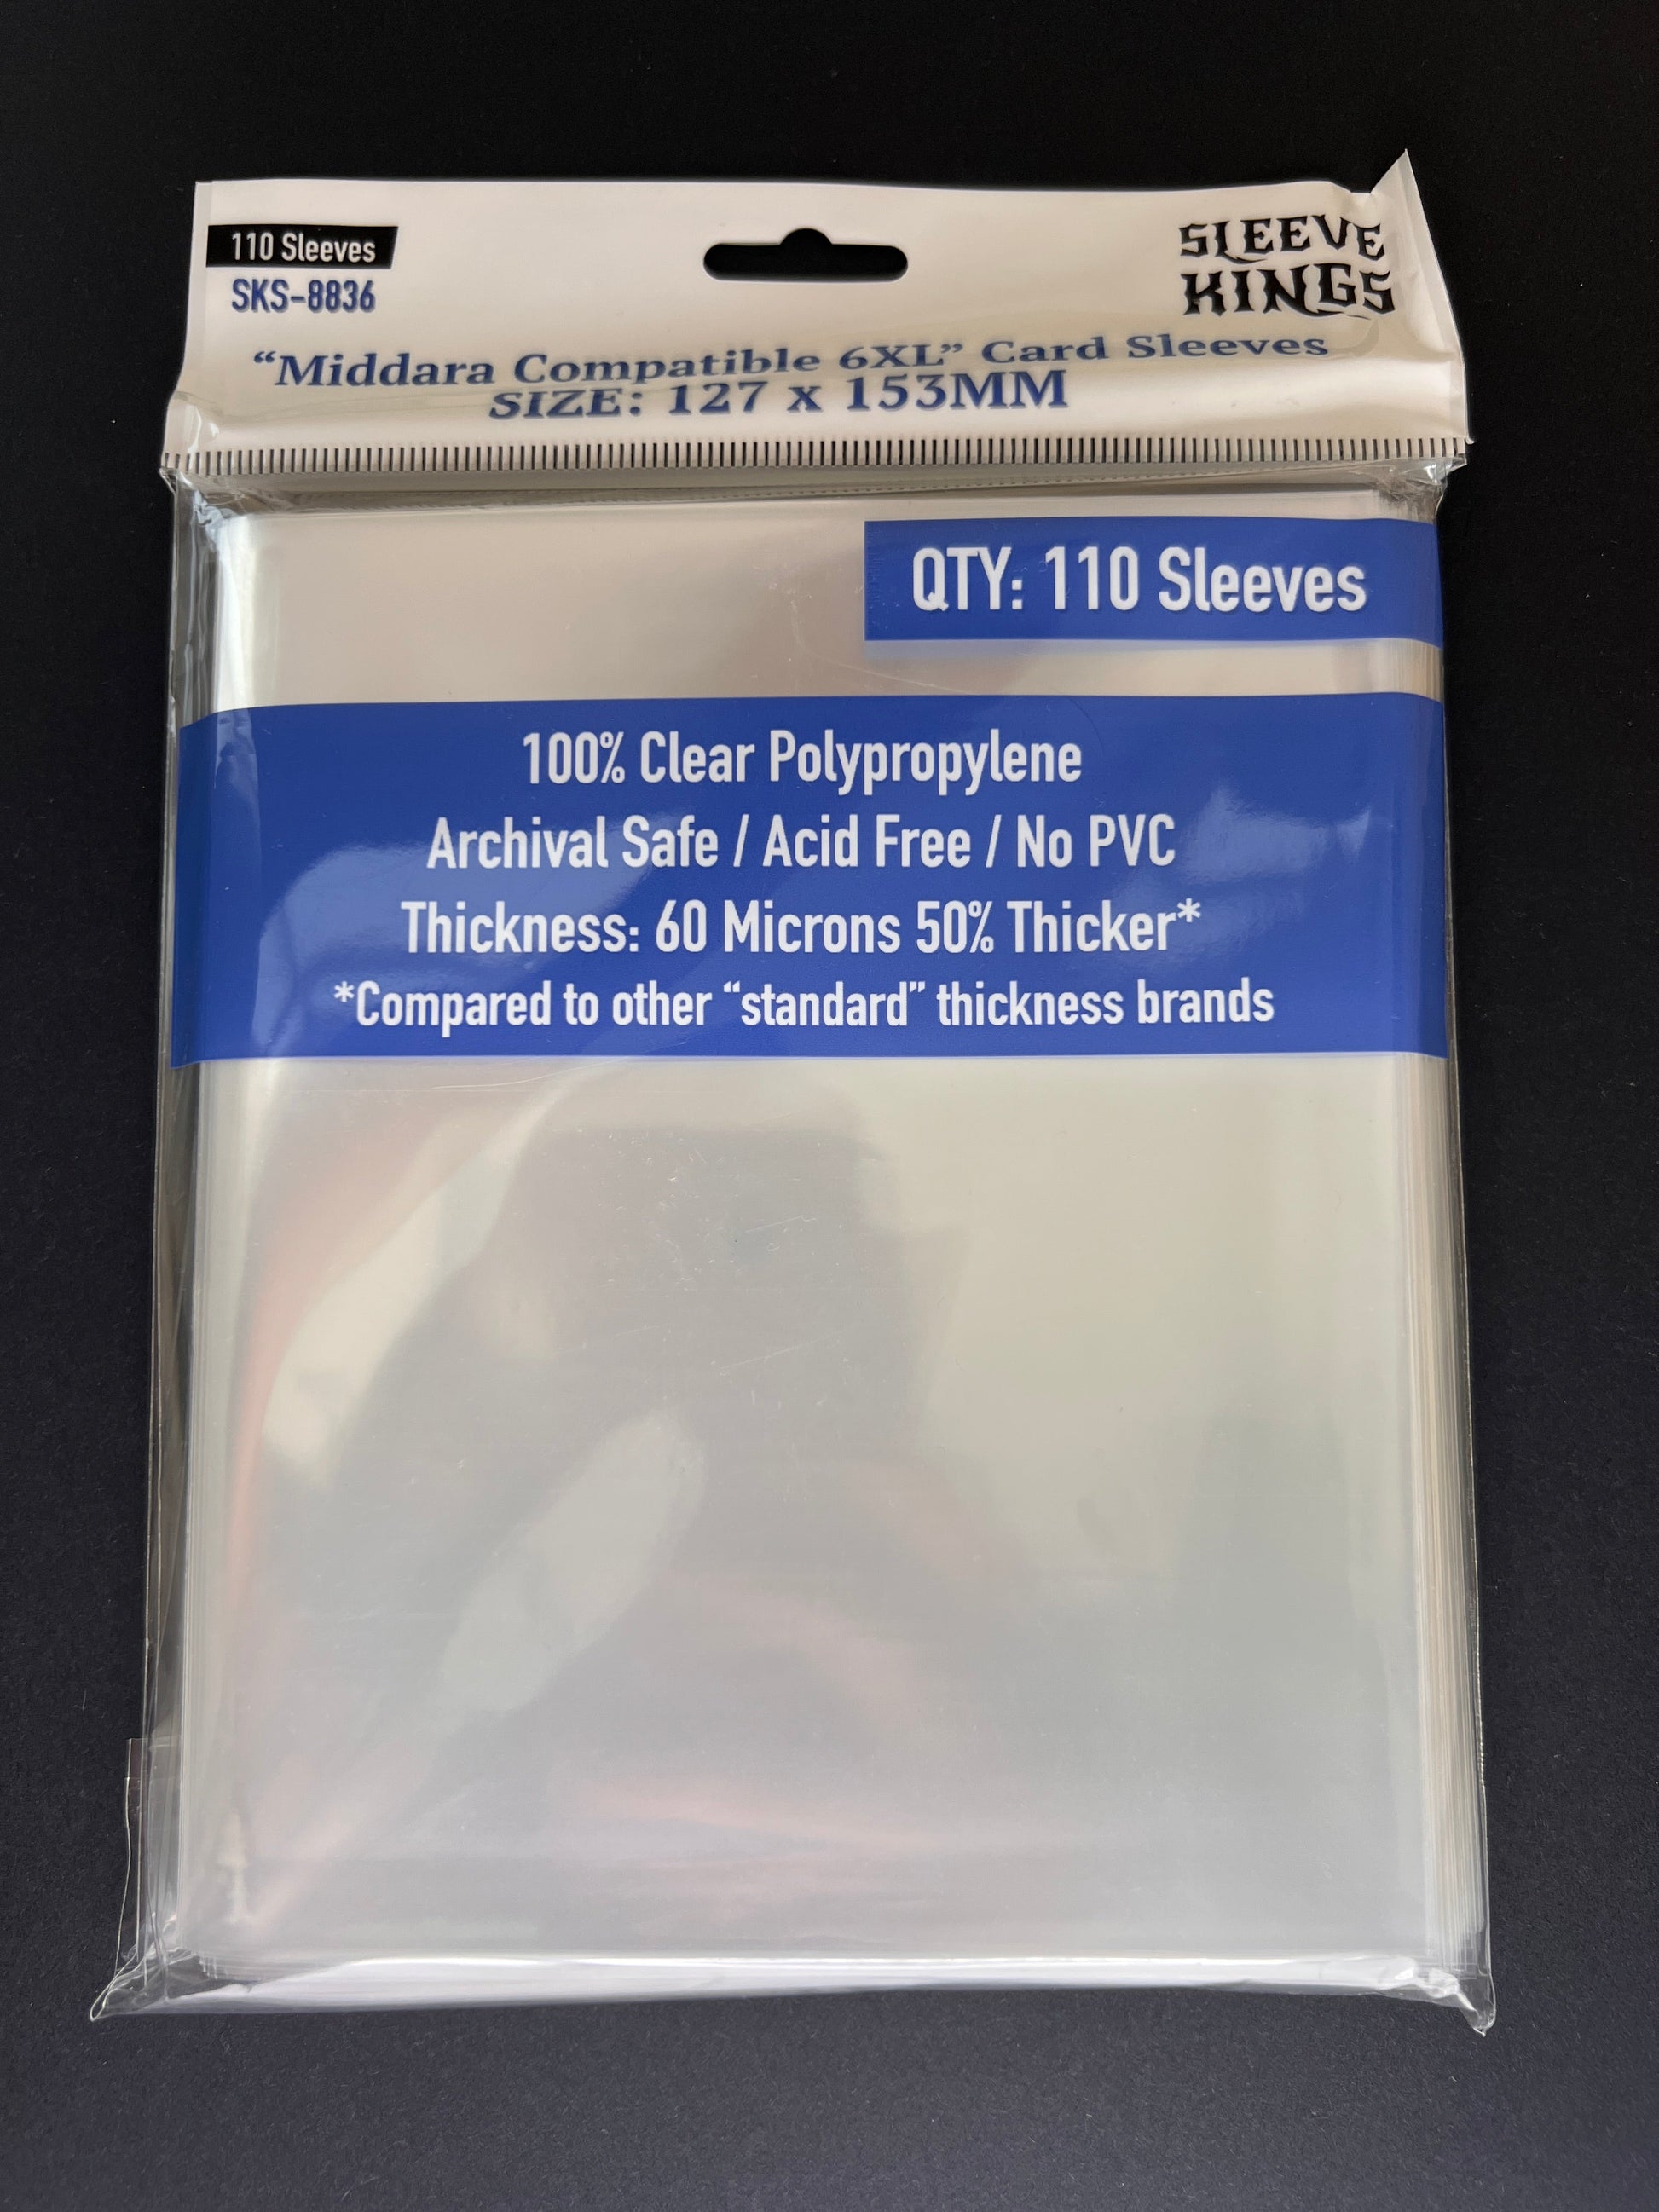 110 Sleeves
SKS-8836
SLEEVE
KINGS
“Middara Compatible 6XL” Card Sleeves
SIZE: 127 x 153MM
QTY: 110 Sleeves
100% Clear Polypropylene
Archival Safe / Acid Free / No PVC
Thickness: 60 Microns 50% Thicker*
*Compared to other “standard” thickness brands